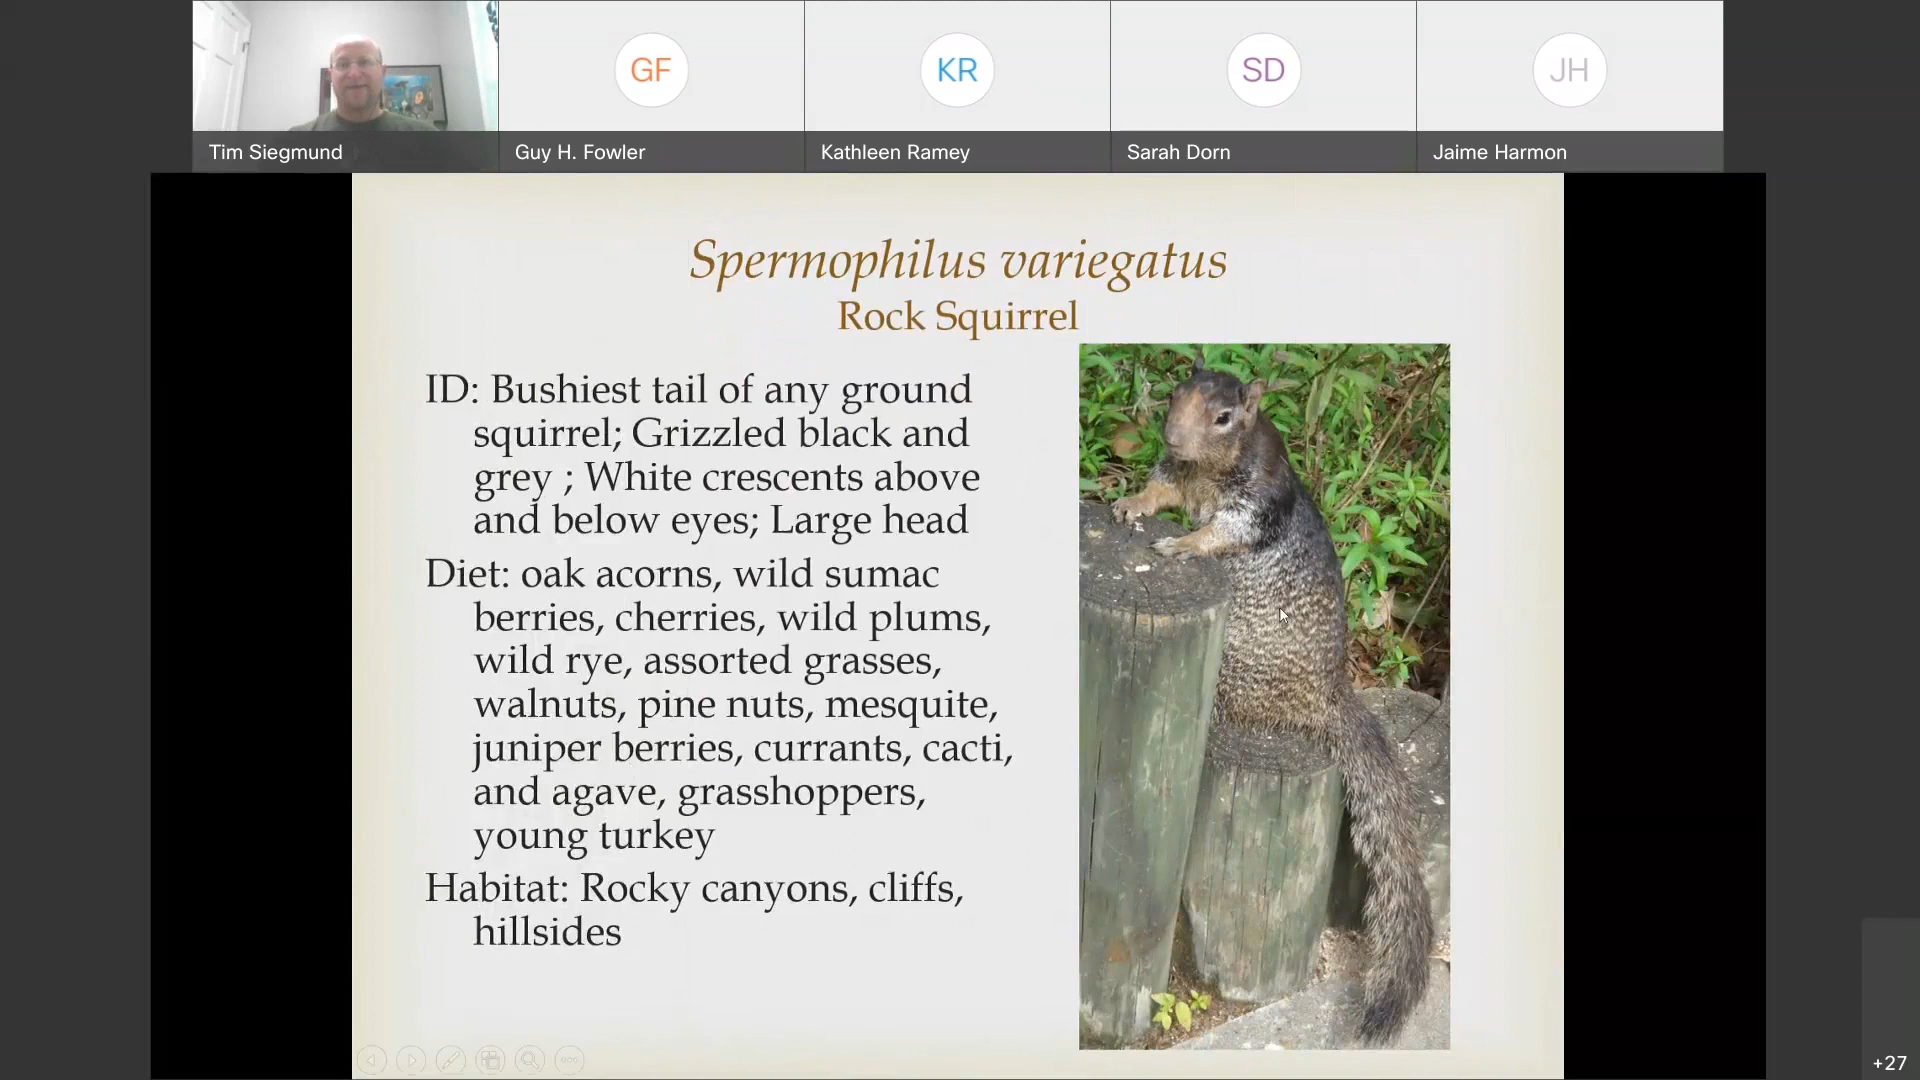 GF
KR
SD
JH
Tim Siegmund
Guy H. Fowler
Kathleen Ramey
Sarah Dorn
Jaime Harmon
Spermophilus variegatus
Rock Squirrel
ID: Bushiest tail of any ground
squirrel; Grizzled black and
grey ; White crescents above
and below eyes; Large head
Diet: oak acorns, wild sumac
berries, cherries, wild plums,
wild rye, assorted grasses,
walnuts, pine nuts, mesquite,
juniper berries, currants, cacti,
and agave, grasshoppers,
young turkey
Habitat: Rocky canyons, cliffs,
hillsides
+27